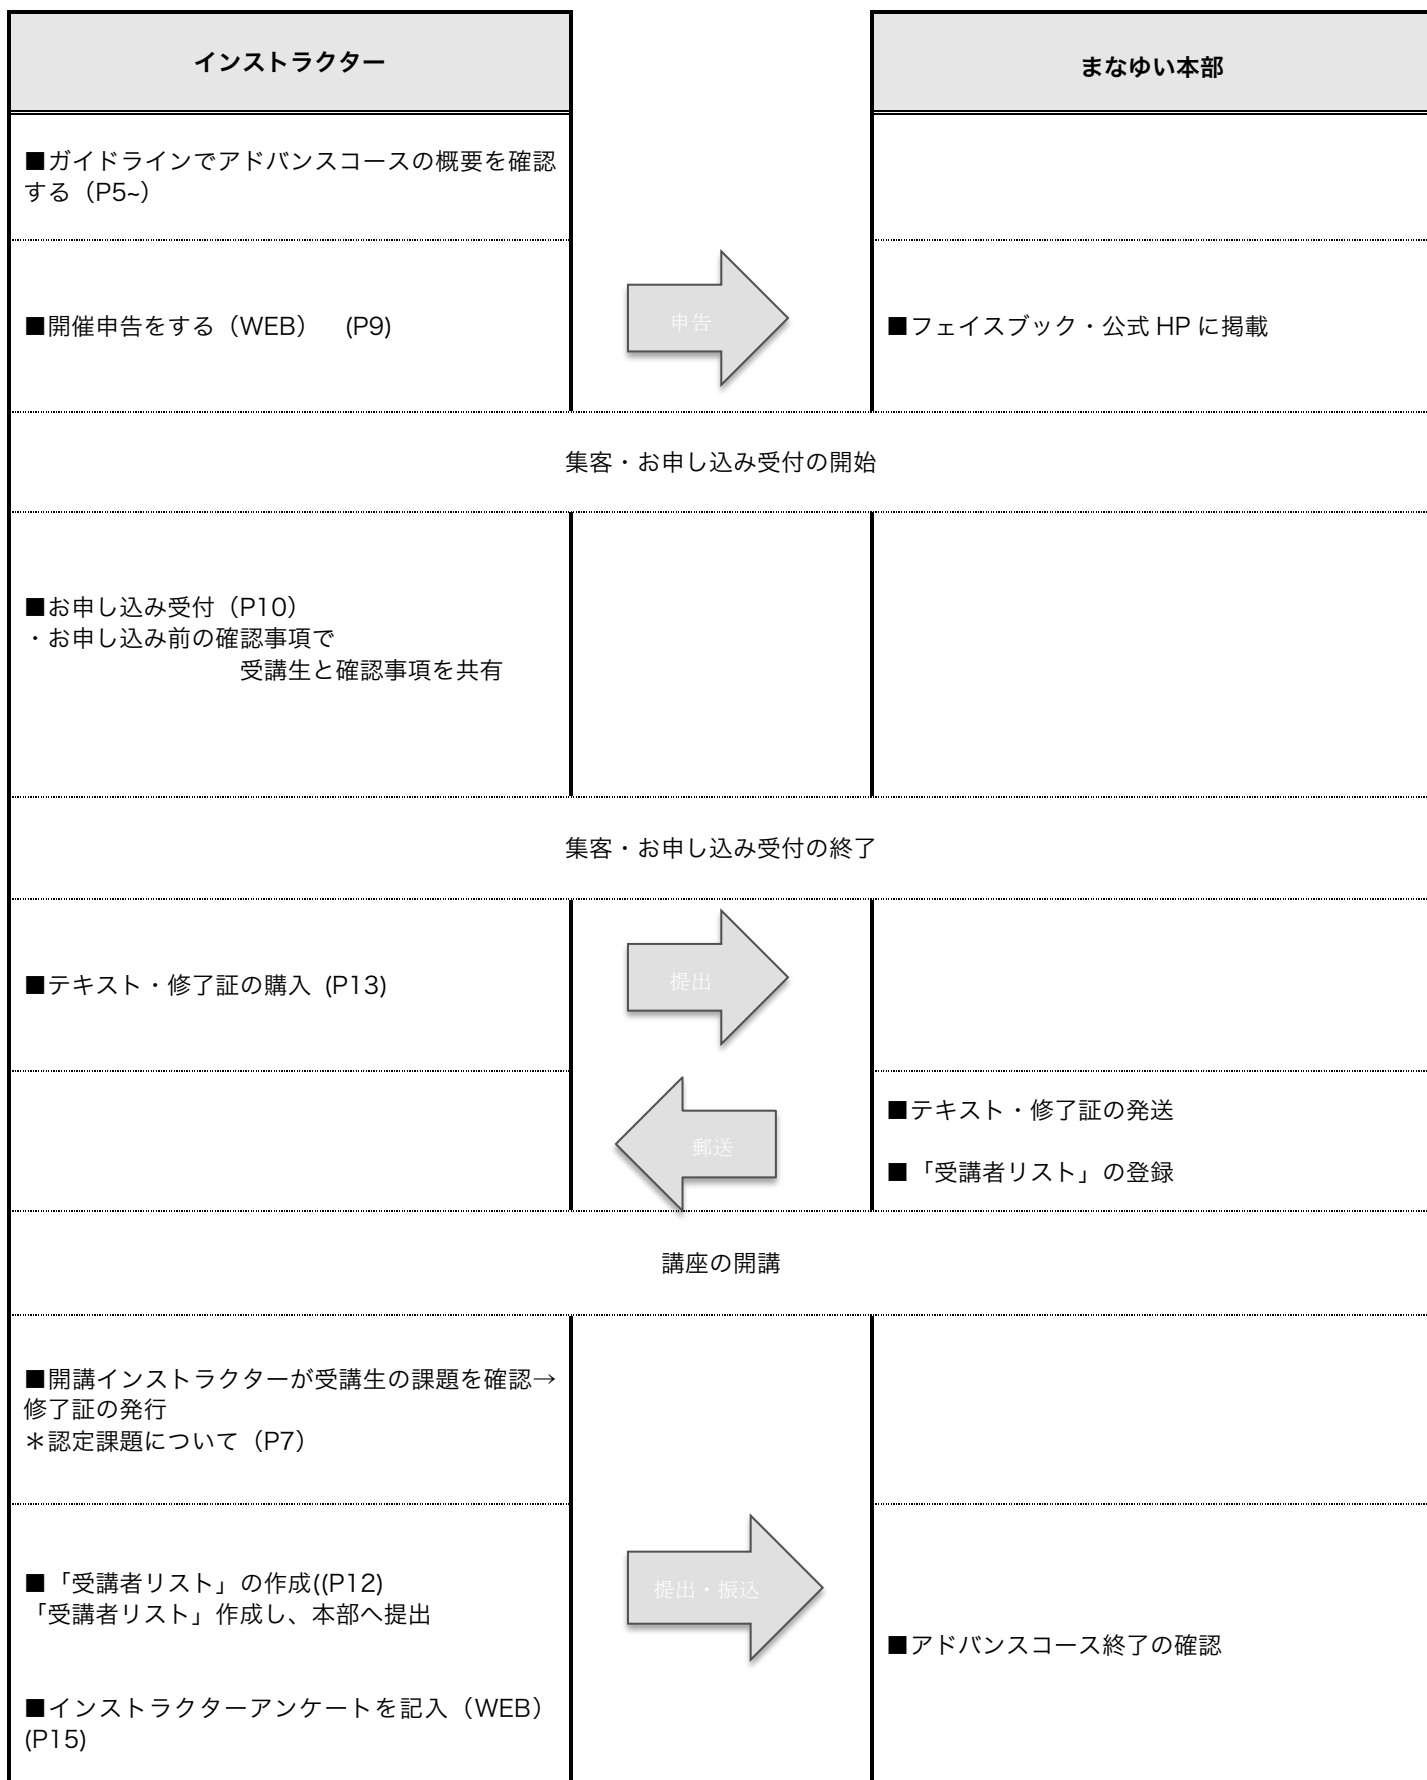 インストラクター
まなゆい本部
■ガイドラインでアドバンスコースの概要を確認
する（P5~）
■開催申告をする（WEB）　(P9)
申告
■フェイスブック・公式 HP に掲載
集客・お申し込み受付の開始
■お申し込み受付（P10）
・お申し込み前の確認事項で
受講生と確認事項を共有
集客・お申し込み受付の終了
■テキスト・修了証の購入 (P13)
提出
郵送
■テキスト・修了証の発送
■「受講者リスト」の登録
講座の開講
■開講インストラクターが受講生の課題を確認→
修了証の発行
＊認定課題について（P7）
■「受講者リスト」の作成((P12)
「受講者リスト」作成し、本部へ提出
提出・振込
■アドバンスコース終了の確認
■インストラクターアンケートを記入（WEB）
(P15)